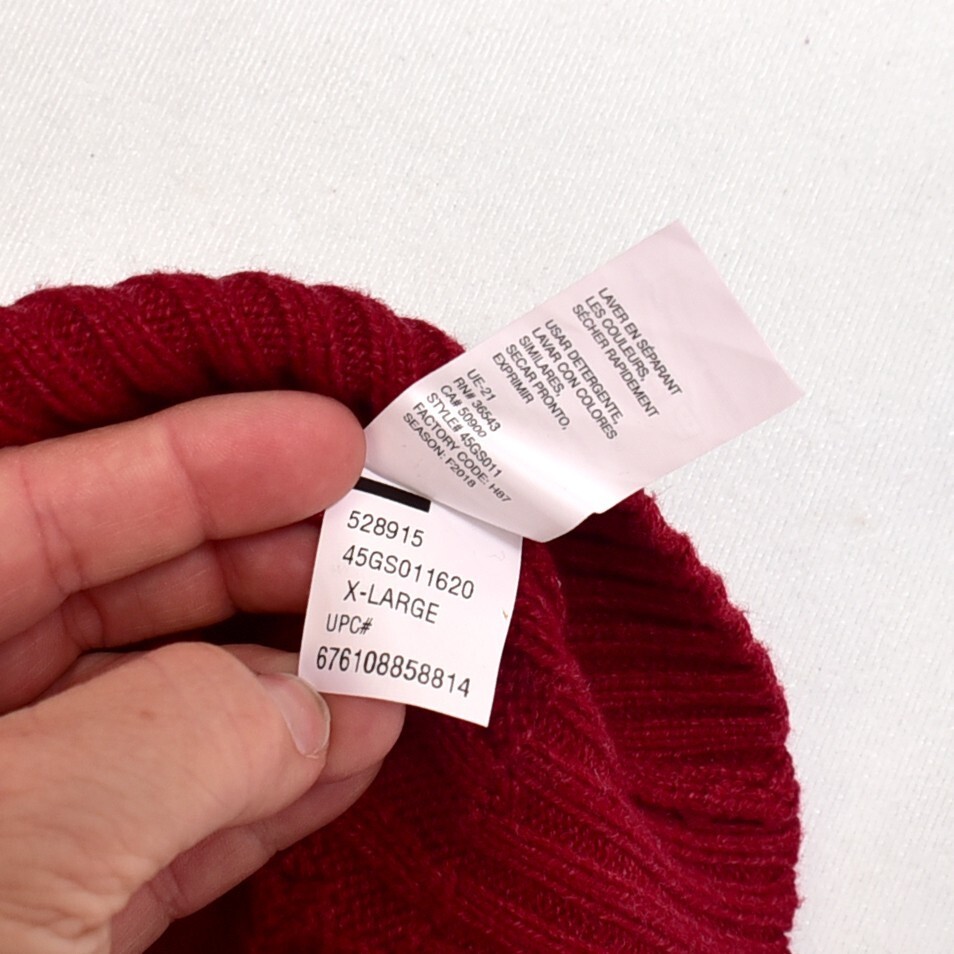 LAVER EN SÉPARANT
LES COULEURS,
SÉCHER RAPIDEMENT
USAR DETERGENTE,
LAVAR CON COLORES
SIMILARES,
SECAR PRONTO,
EXPRIMIR
UE-21
RN# 36543
CA# 50900
STYLE# 45GS011
FACTORY CODE: H87
SEASON: F2018
528915
45GS011620
X-LARGE
UPC#
676108858814